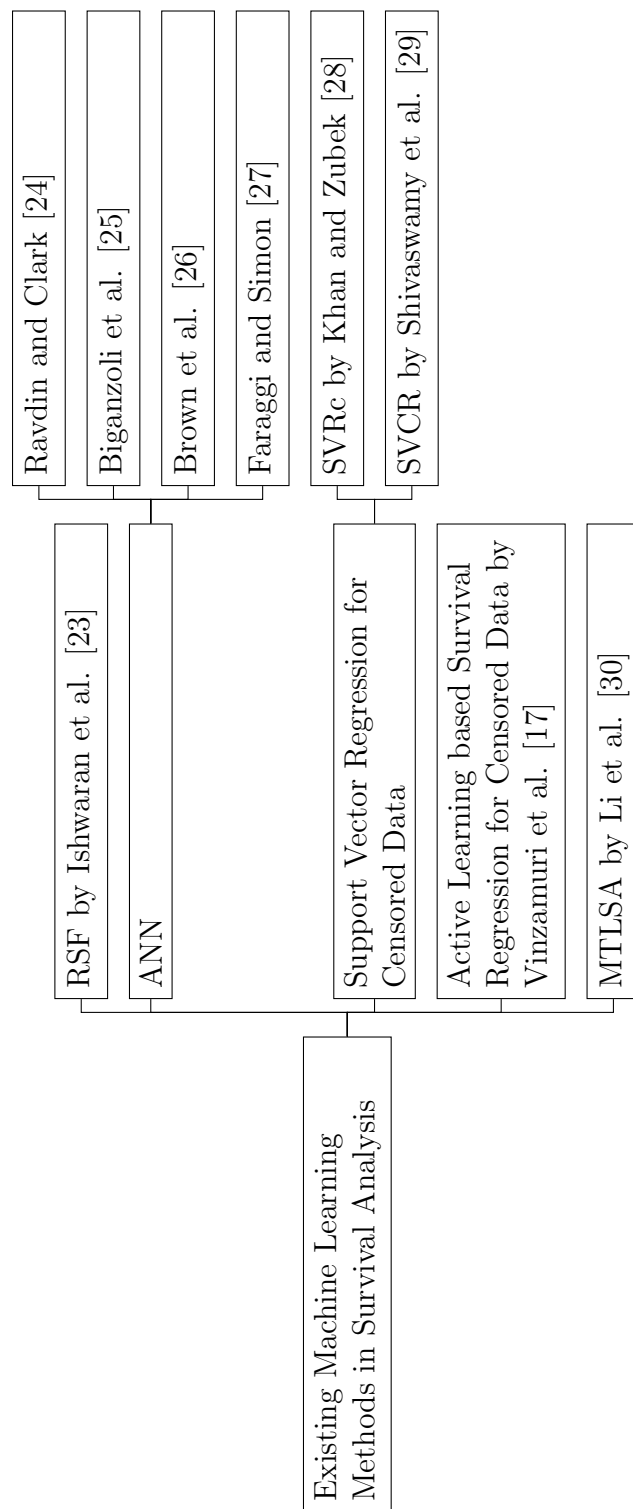 Existing Machine Learning
Methods in Survival Analysis
RSF by Ishwaran et al. [23]
ANN
Ravdin and Clark [24]
Biganzoli et al. [25]
Brown et al. [26]
Faraggi and Simon [27]
Support Vector Regression for
Censored Data
SVRc by Khan and Zubek [28]
SVCR by Shivaswamy et al. [29]
Active Learning based Survival
Regression for Censored Data by
Vinzamuri et al. [17]
MTLSA by Li et al. [30]